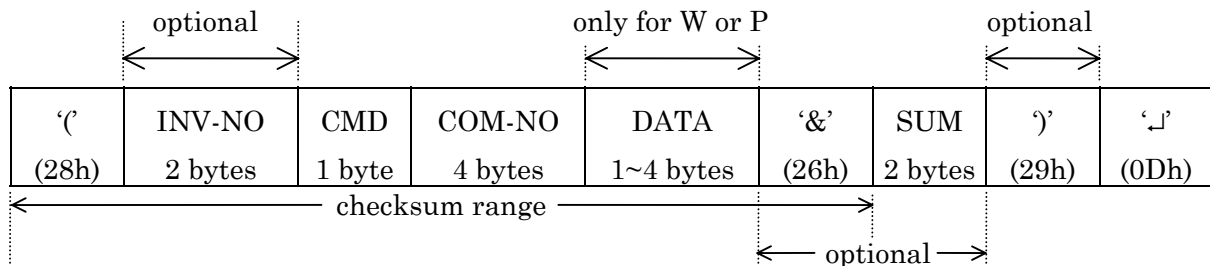 optional only for W or P optional
‘(’ INV-NO CMD COM-NO DATA ‘&’ SUM ‘)’ ‘↵’
(28h) 2 bytes 1 byte 4 bytes 1~4 bytes (26h) 2 bytes (29h) (0Dh)
checksum range
optional